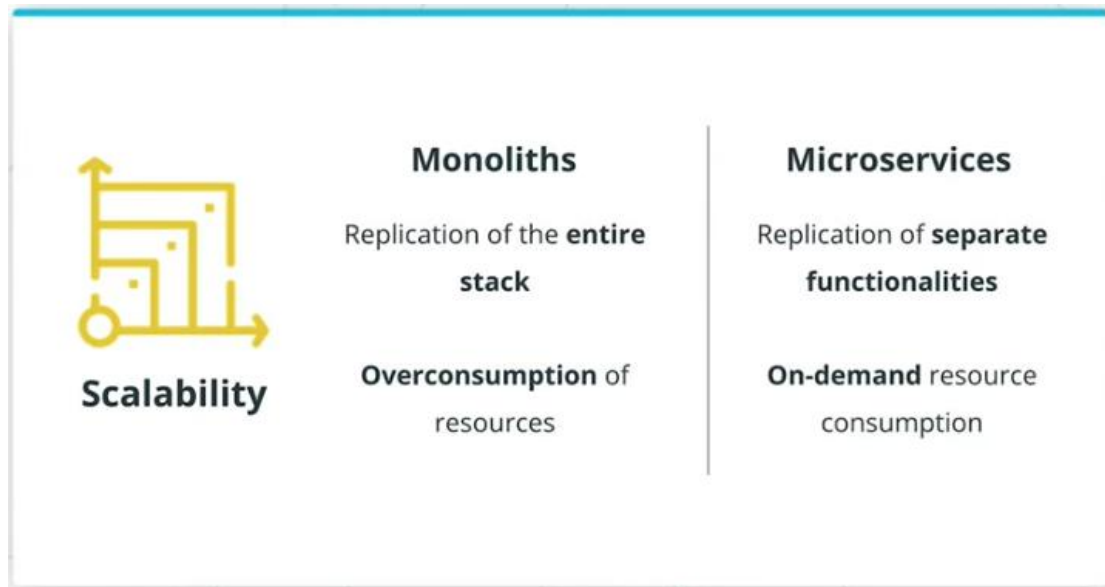 Scalability
Monoliths
Replication of the entire
stack
Overconsumption of
resources
Microservices
Replication of separate
functionalities
On-demand resource
consumption